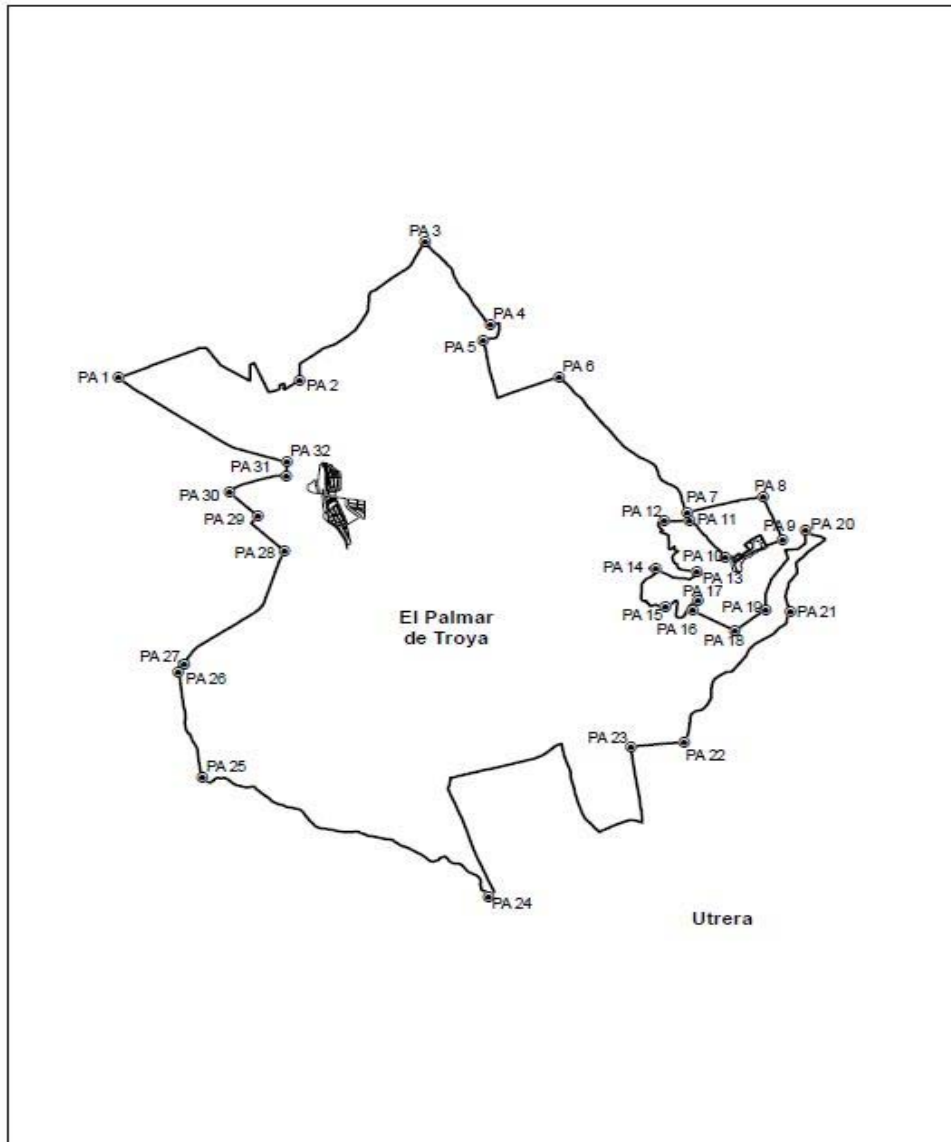 PA 3
PA 4
PA 5
PA 1
PA 2
PA 6
PA 32
PA 31
PA 30
PA 29
PA 28
PA 7
PA 8
PA 12
PA 11
PA 9
PA 20
PA 10
PA 14
PA 13
PA 17
PA 15
PA 16
PA 19
PA 21
PA 18
El Palmar
de Troya
PA 27
PA 26
PA 25
PA 23
PA 22
PA 24
Utrera